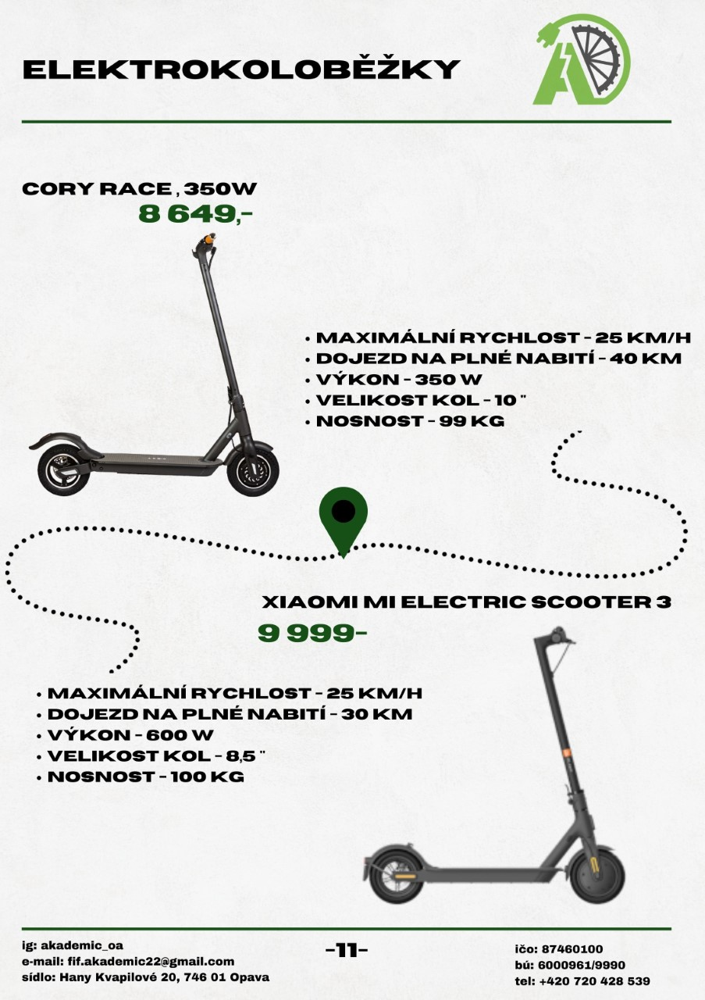 ELEKTROKOLOBĚŽKY
CORY RACE , 350W
8 649,-
• MAXIMÁLNÍ RYCHLOST - 25 KM/H
• DOJEZD NA PLNÉ NABITÍ - 40 KM
• VÝKON - 350 W
• VELIKOST KOL - 10 "
• NOSNOST - 99 KG
XIAOMI MI ELECTRIC SCOOTER 3
9 999-
• MAXIMÁLNÍ RYCHLOST - 25 KM/H
• DOJEZD NA PLNÉ NABITÍ - 30 KM
• VÝKON - 600 W
• VELIKOST KOL - 8,5 "
• NOSNOST - 100 KG
ig: akademic_oa
e-mail: fif.akademic22@gmail.com
sídlo: Hany Kvapilové 20, 746 01 Opava
-11-
ičo: 87460100
bú: 6000961/9990
tel: +420 720 428 539